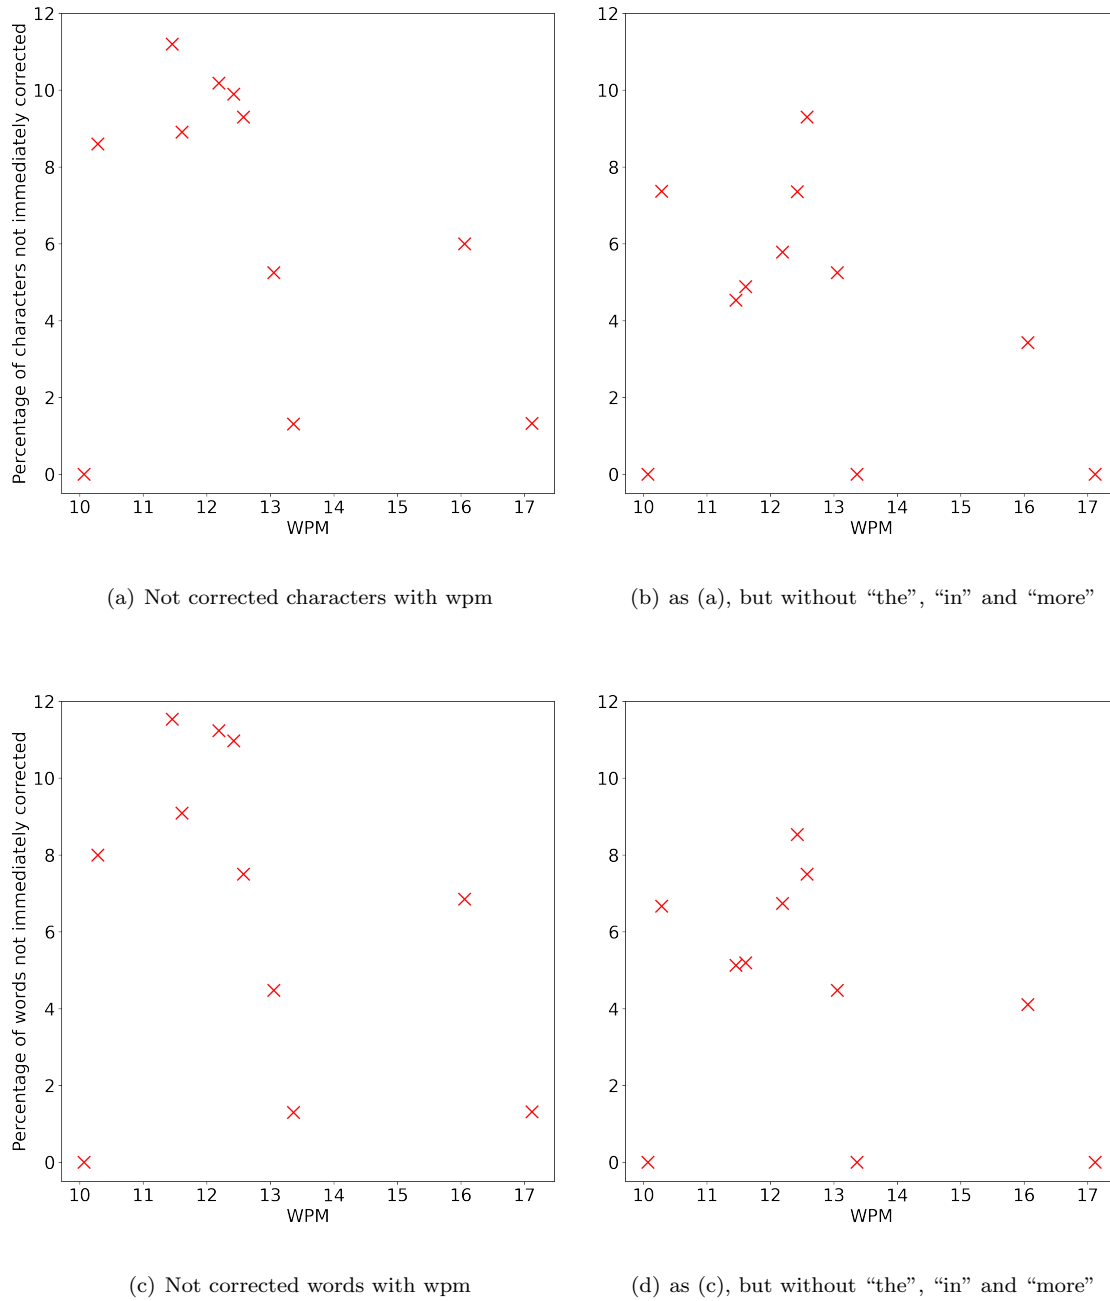 Percentage of characters not immediately corrected
12
10
8
6
4
2
0
10 11 12 13 14 15 16 17
WPM
12
10
8
6
4
2
0
10 11 12 13 14 15 16 17
WPM
(a) Not corrected characters with wpm
(b) as (a), but without “the”, “in” and “more”
Percentage of words not immediately corrected
12
10
8
6
4
2
0
10 11 12 13 14 15 16 17
WPM
12
10
8
6
4
2
0
10 11 12 13 14 15 16 17
WPM
(c) Not corrected words with wpm
(d) as (c), but without “the”, “in” and “more”